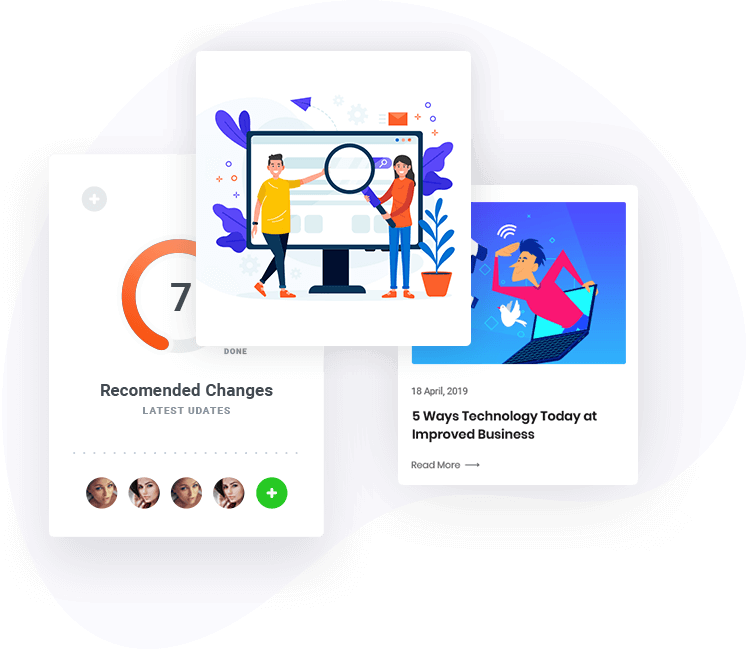 7
DONE
Recomended Changes
LATEST UDATES
18 April, 2019
5 Ways Technology Today at
Improved Business
Read More